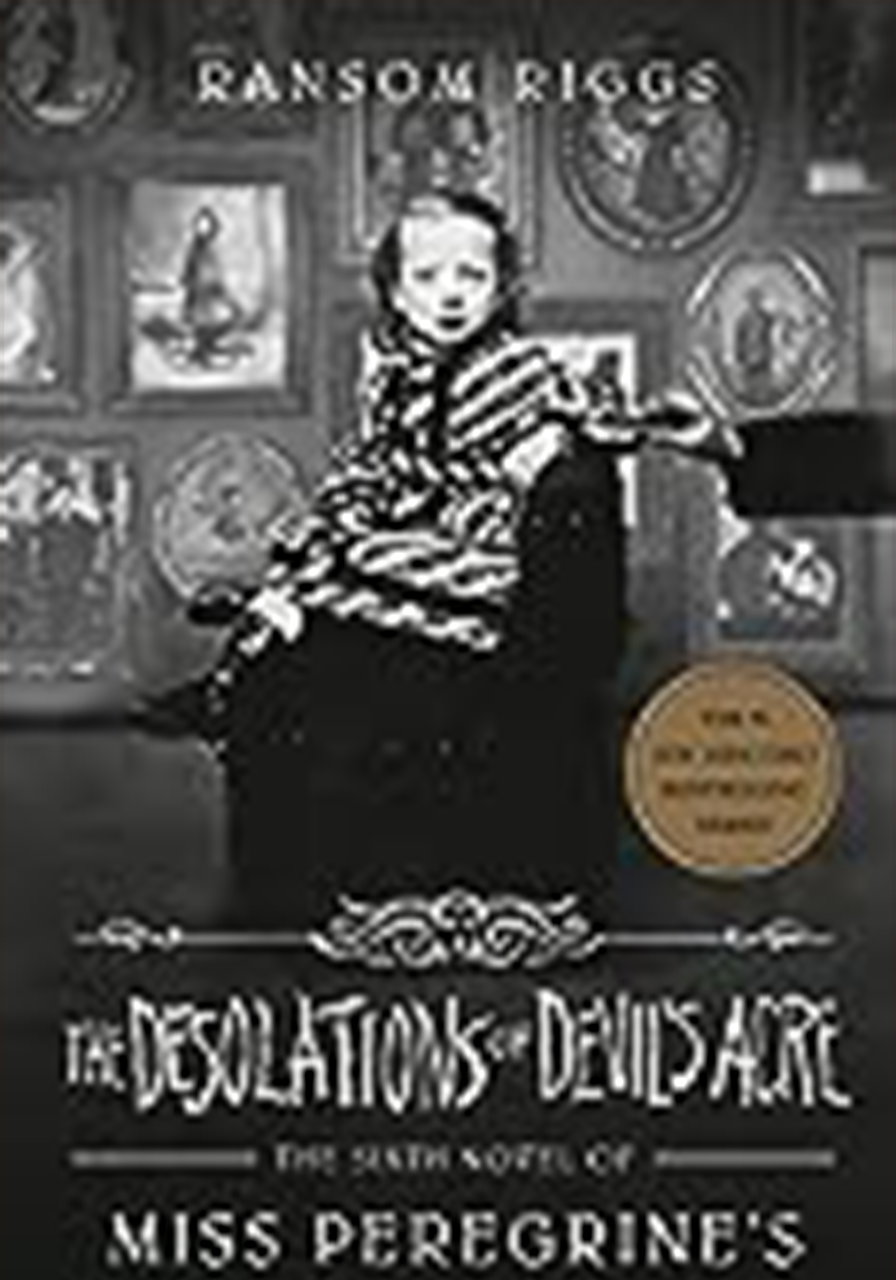 RANSOM RIGGS
THE DESOLATIONS OF DEVIL'S ACRE
THE SIXTH NOVEL OF
MISS PEREGRINE'S